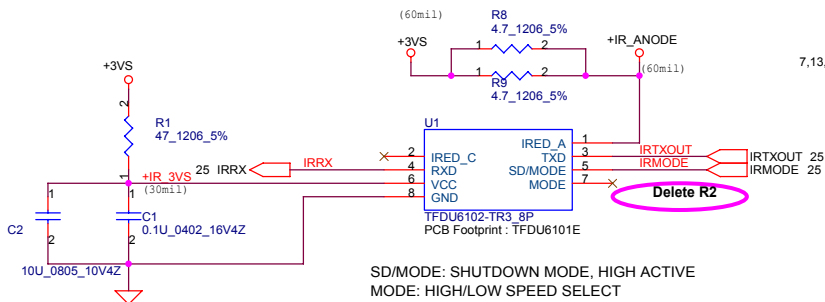 (60mil)
R8
4.7_1206_5%
+3VS
1
2
+IR_ANODE
(60mil)
7,13,
1
2
R9
4.7_1206_5%
+3VS
2
R1
47_1206_5%
1
U1
IRED_A
1
2
IRED_C
TXD
3
IRTXOUT
IRTXOUT 25
25 IRRX
IRRX
4
RXD
SD/MODE
5
IRMODE
IRMODE 25
+IR_3VS
6
VCC
MODE
7
(30mil)
8
GND
Delete R2
TFDU6102-TR3_8P
PCB Footprint : TFDU6101E
1
1
C2
C1
0.1U_0402_16V4Z
2
2
10U_0805_10V4Z
SD/MODE: SHUTDOWN MODE, HIGH ACTIVE
MODE: HIGH/LOW SPEED SELECT